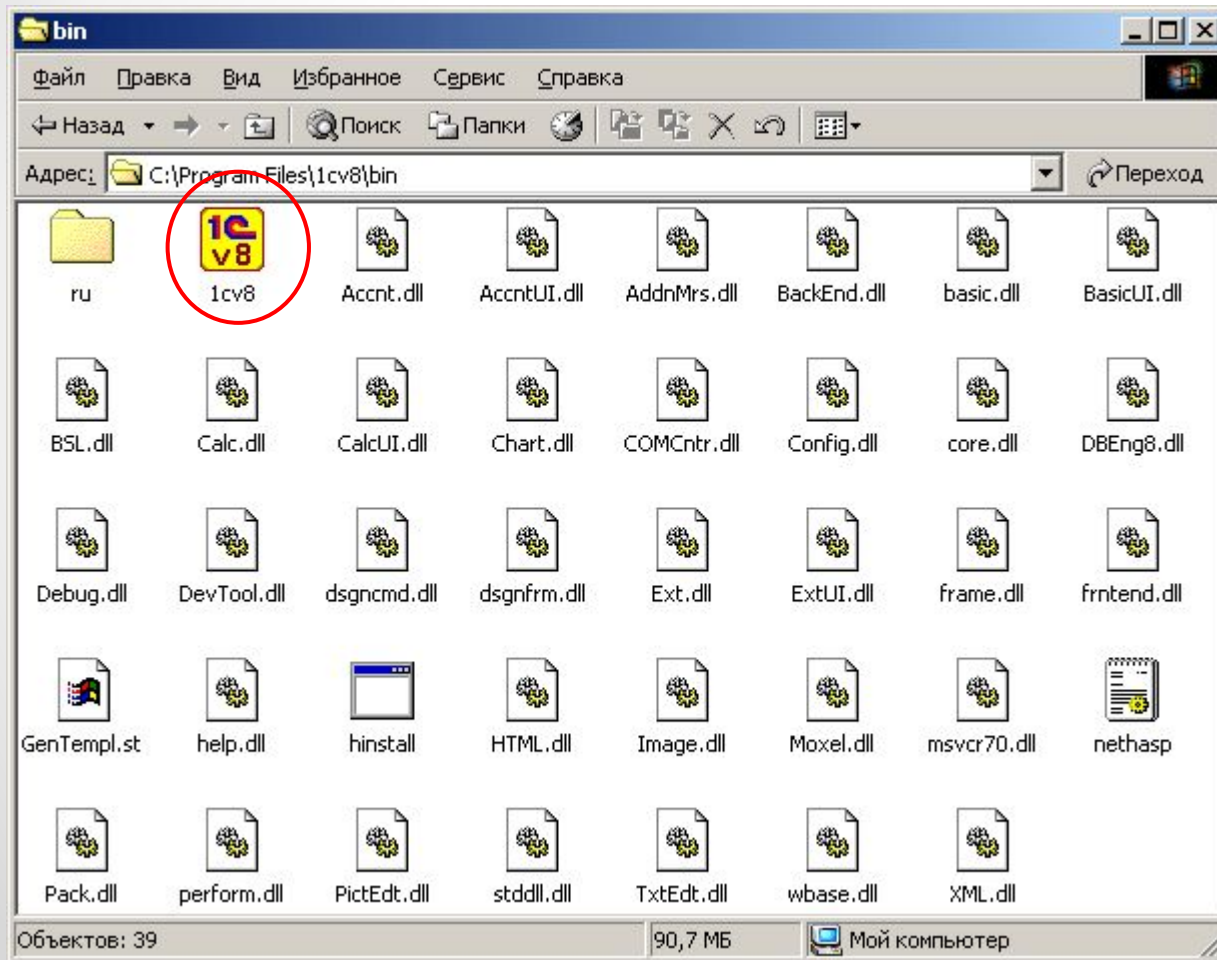 bin
Файл Правка Вид Избранное Сервис Справка
Назад Поиск Папки
Адрес: C:\Program Files\1cv8\bin Переход
1C
v8
ru 1cv8 Accnt.dll AccntUI.dll AddnMrs.dll BackEnd.dll basic.dll BasicUI.dll
BSL.dll Calc.dll CalcUI.dll Chart.dll COMCntr.dll Config.dll core.dll DBEng8.dll
Debug.dll DevTool.dll dsgncmd.dll dsgnfrm.dll Ext.dll ExtUI.dll frame.dll frntend.dll
GenTempl.st help.dll hinstall HTML.dll Image.dll Moxel.dll msvcr70.dll nethasp
Pack.dll perform.dll PictEdt.dll stddll.dll TxtEdt.dll wbase.dll XML.dll
Объектов: 39 90,7 МБ Мой компьютер